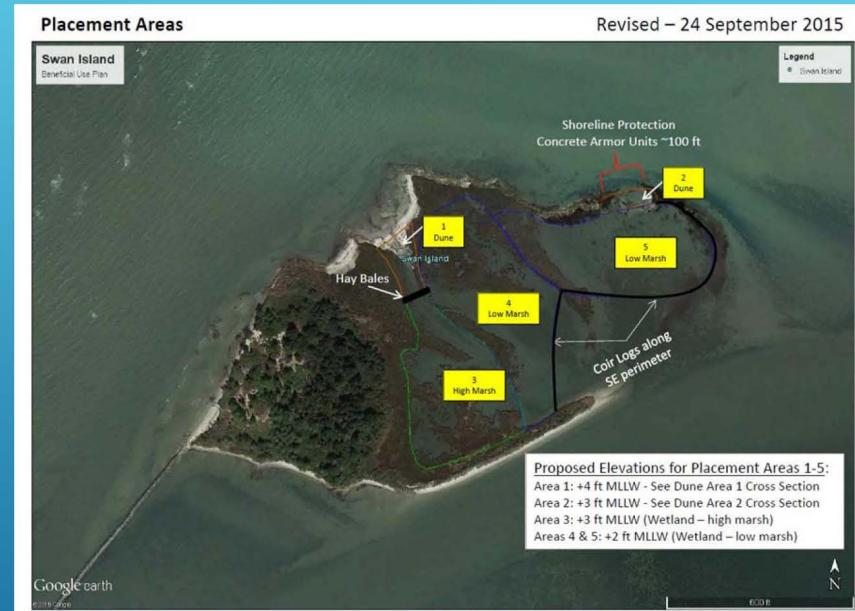 Placement Areas
Revised – 24 September 2015
Swan Island
Beneficial Use Plan
Legend
Swan Island
Shoreline Protection
Concrete Armor Units ~100 ft
2
Dune
1
Dune
Swan Island
5
Low Marsh
Hay Bales
4
Low Marsh
Coir Logs along
SE perimeter
3
High Marsh
Proposed Elevations for Placement Areas 1-5:
Area 1: +4 ft MLLW - See Dune Area 1 Cross Section
Area 2: +3 ft MLLW - See Dune Area 2 Cross Section
Area 3: +3 ft MLLW (Wetland – high marsh)
Areas 4 & 5: +2 ft MLLW (Wetland – low marsh)
N
Google earth
600 ft